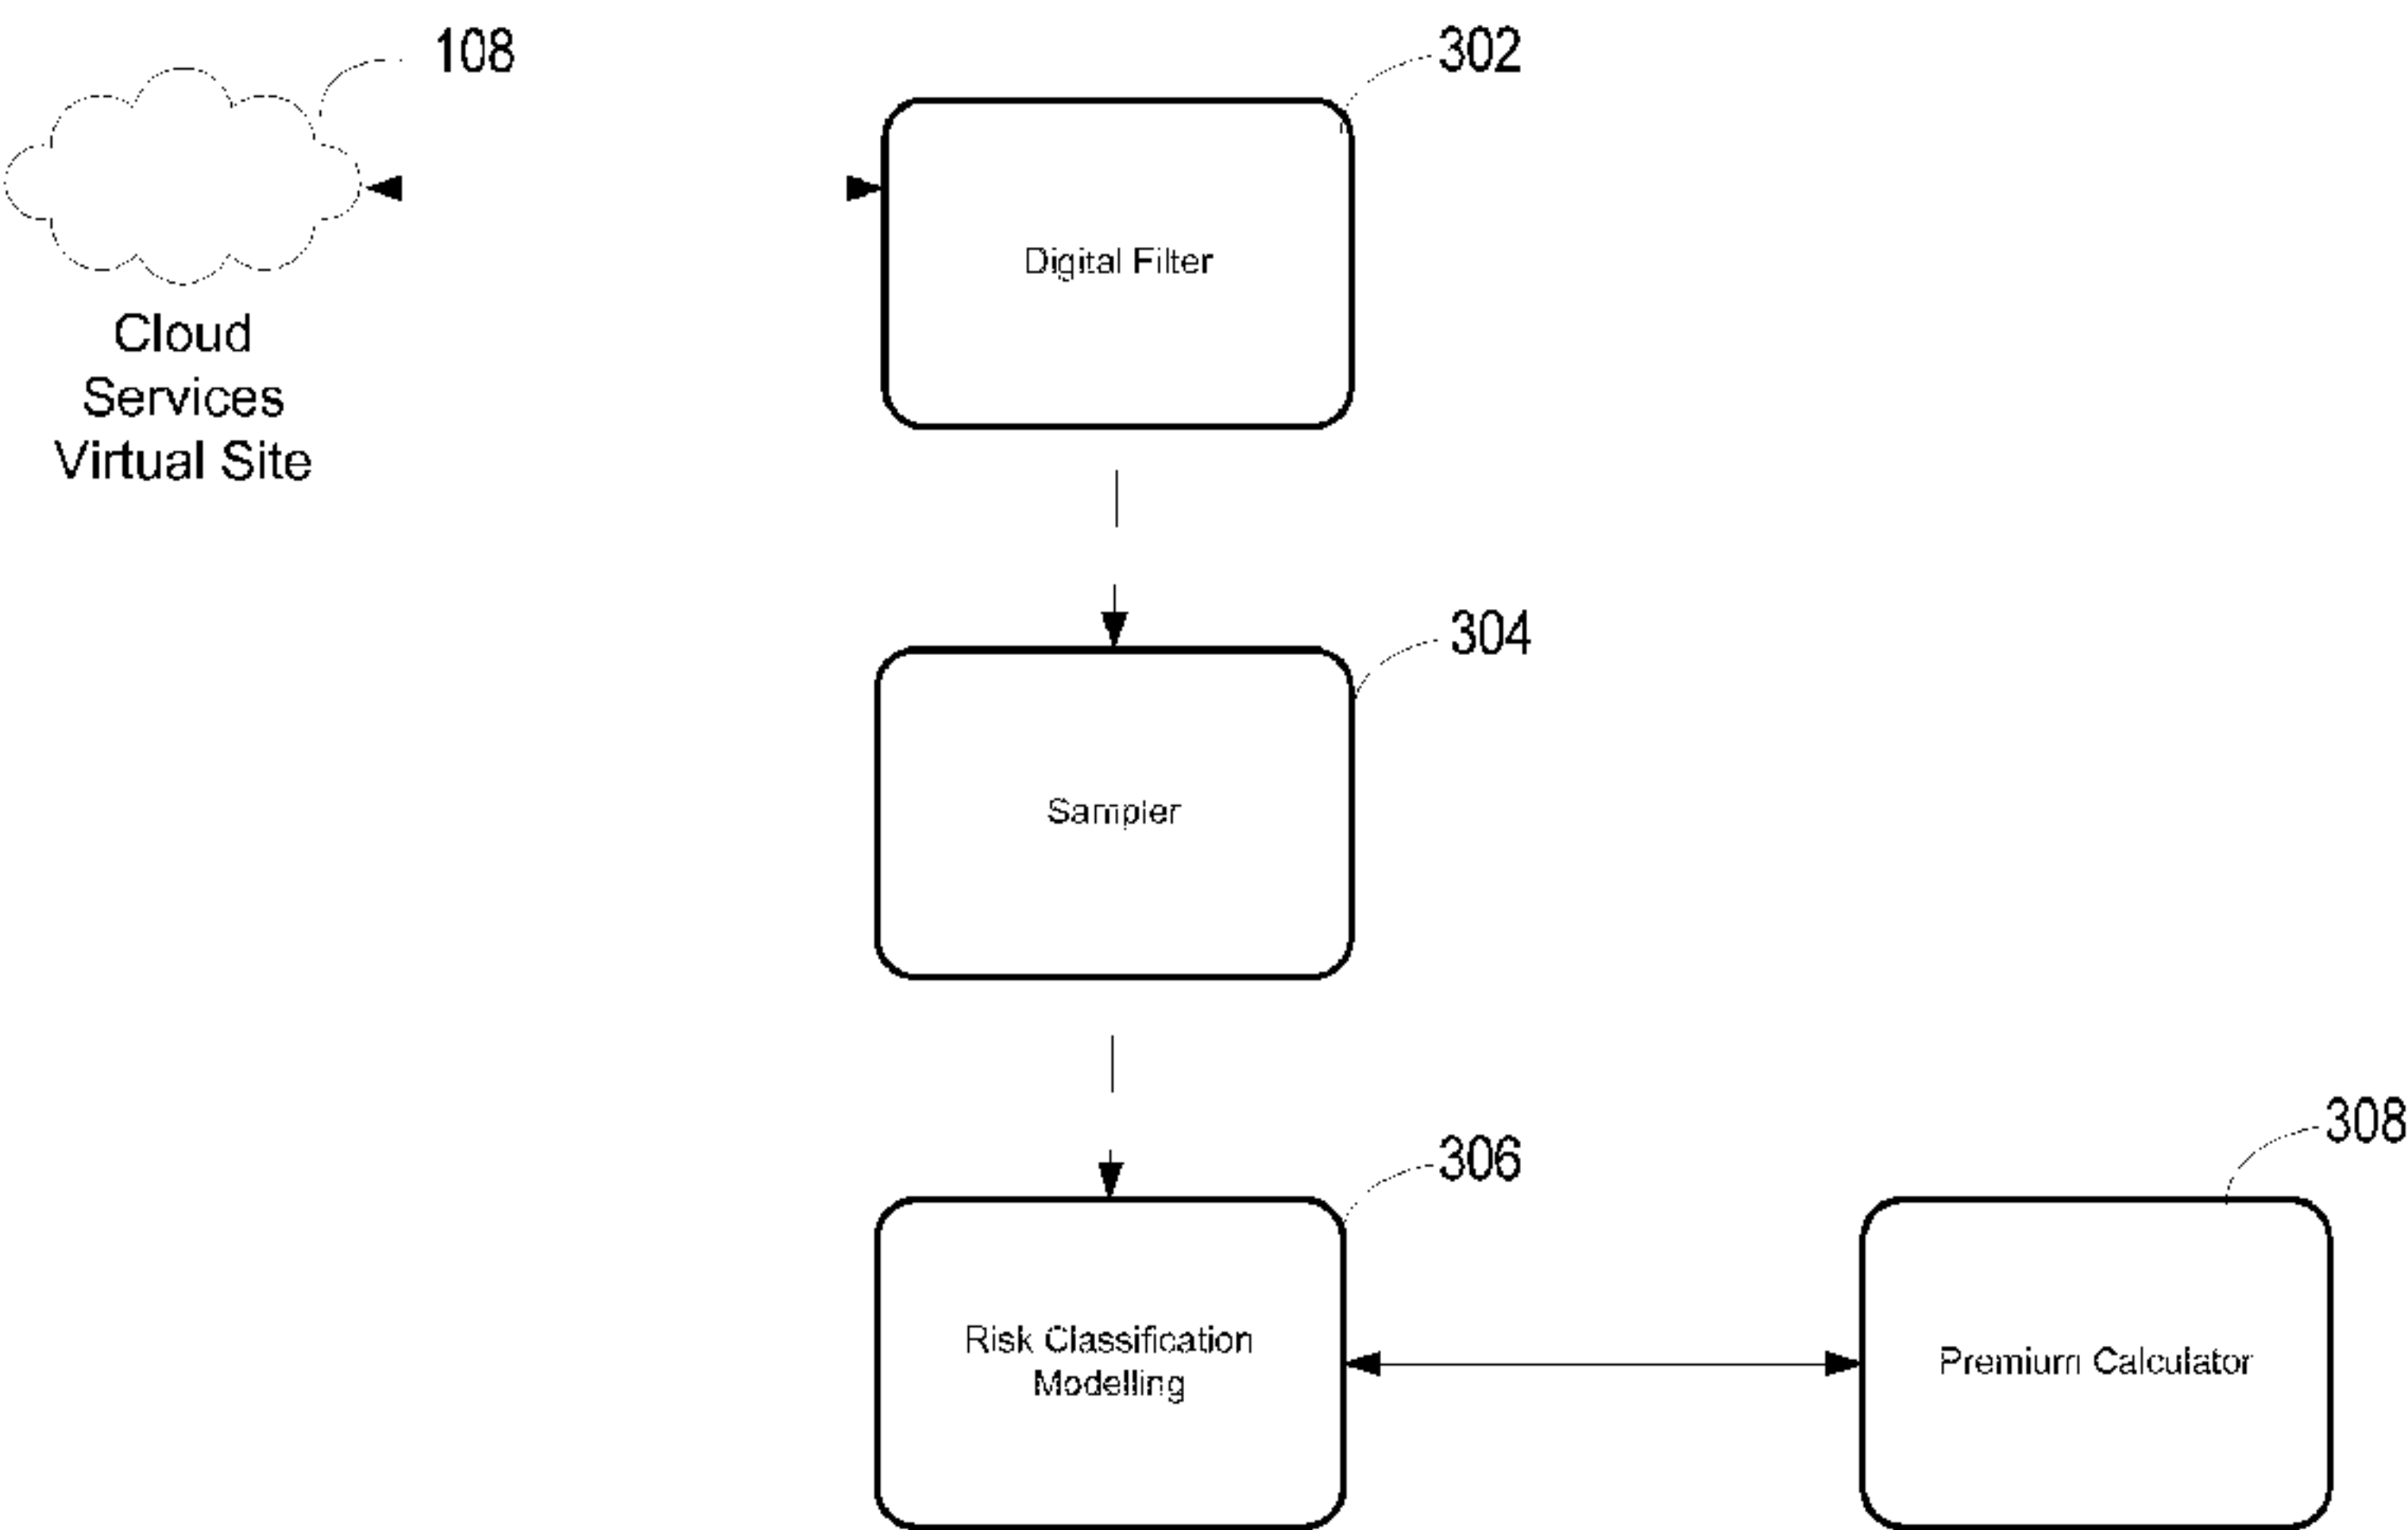 108
302
Digital Filter
Cloud
Services
Virtual Site
304
Sampler
308
306
Risk Classification
Modelling
Premium Calculator